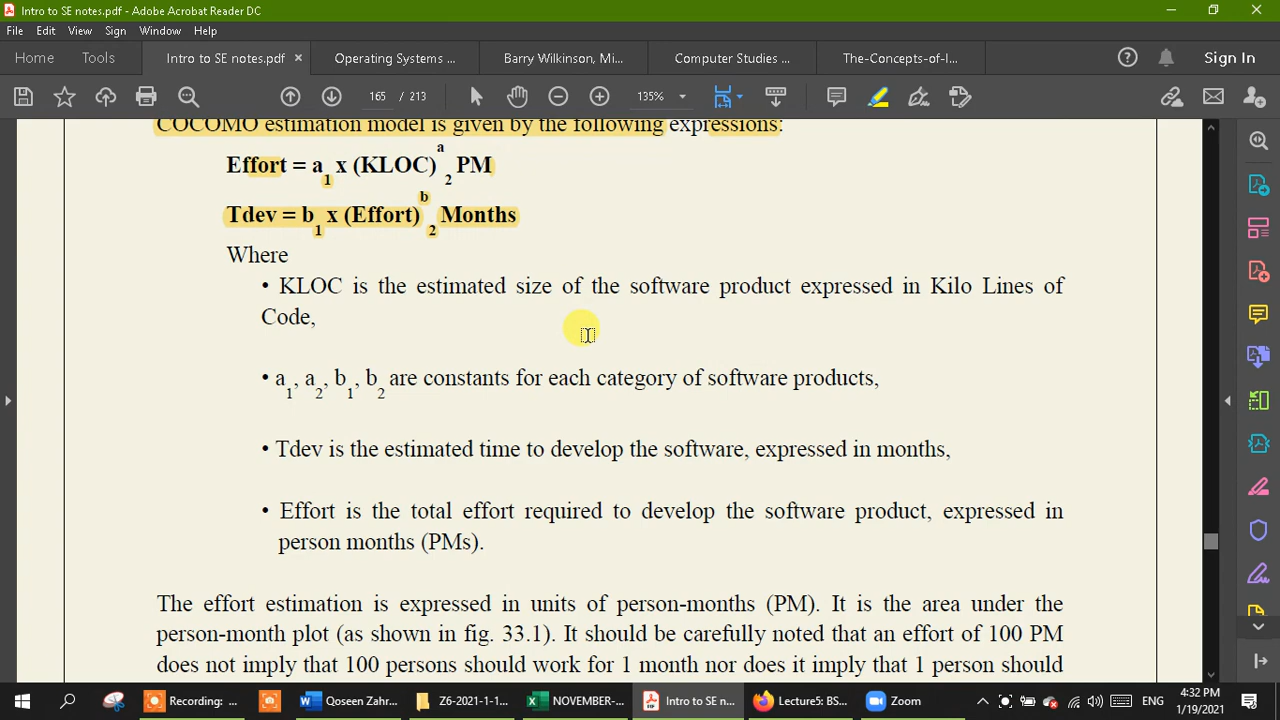 Intro to SE notes.pdf - Adobe Acrobat Reader DC
File Edit View Sign Window Help
Home Tools Intro to SE notes.pdf × Operating Systems ... Barry Wilkinson, Mi... Computer Studies ... The-Concepts-of-I... Sign In
165 / 213 135%
COCOMO estimation model is given by the following expressions:
Effort = a₁ x (KLOC)ᵃ₂ PM
Tdev = b₁ x (Effort)ᵇ₂ Months
Where
• KLOC is the estimated size of the software product expressed in Kilo Lines of
Code,
• a₁, a₂, b₁, b₂ are constants for each category of software products,
• Tdev is the estimated time to develop the software, expressed in months,
• Effort is the total effort required to develop the software product, expressed in
person months (PMs).
The effort estimation is expressed in units of person-months (PM). It is the area under the
person-month plot (as shown in fig. 33.1). It should be carefully noted that an effort of 100 PM
does not imply that 100 persons should work for 1 month nor does it imply that 1 person should
Recording: ... Qoseen Zahr... Z6-2021-1-1... NOVEMBER-... Intro to SE n... Lecture5: BS... Zoom ENG 4:32 PM
1/19/2021